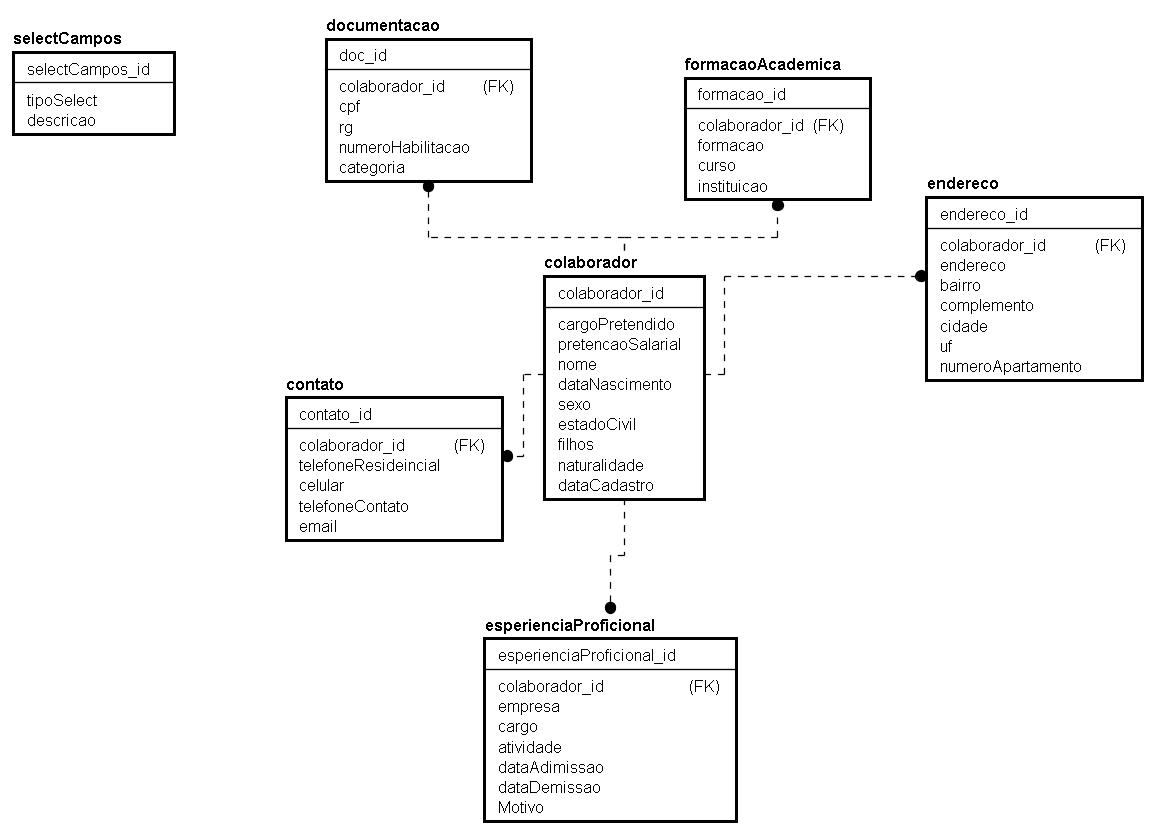 selectCampos
selectCampos_id
tipoSelect
descricao
documentacao
doc_id
colaborador_id (FK)
cpf
rg
numeroHabilitacao
categoria
formacaoAcademica
formacao_id
colaborador_id (FK)
formacao
curso
instituicao
endereco
endereco_id
colaborador_id (FK)
endereco
bairro
complemento
cidade
uf
numeroApartamento
colaborador
colaborador_id
cargoPretendido
pretencaoSalarial
nome
dataNascimento
sexo
estadoCivil
filhos
naturalidade
dataCadastro
contato
contato_id
colaborador_id (FK)
telefoneResideincial
celular
telefoneContato
email
esperienciaProficional
esperienciaProficional_id
colaborador_id (FK)
empresa
cargo
atividade
dataAdimissao
dataDemissao
Motivo